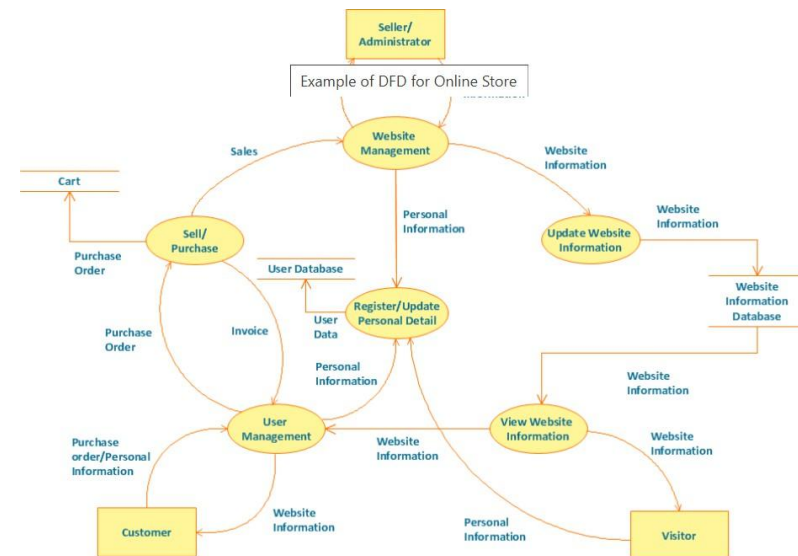 Seller/
Administrator
Example of DFD for Online Store
Website
Management
Sales
Website
Information
Cart
Personal
Information
Website
Information
Sell/
Purchase
Update Website
Information
Purchase
Order
User Database
Website
Information
Database
Register/Update
Personal Detail
User
Data
Purchase
Order
Invoice
Personal
Information
Website
Information
User
Management
View Website
Information
Purchase
order/Personal
Information
Website
Information
Website
Information
Website
Information
Personal
Information
Customer
Visitor